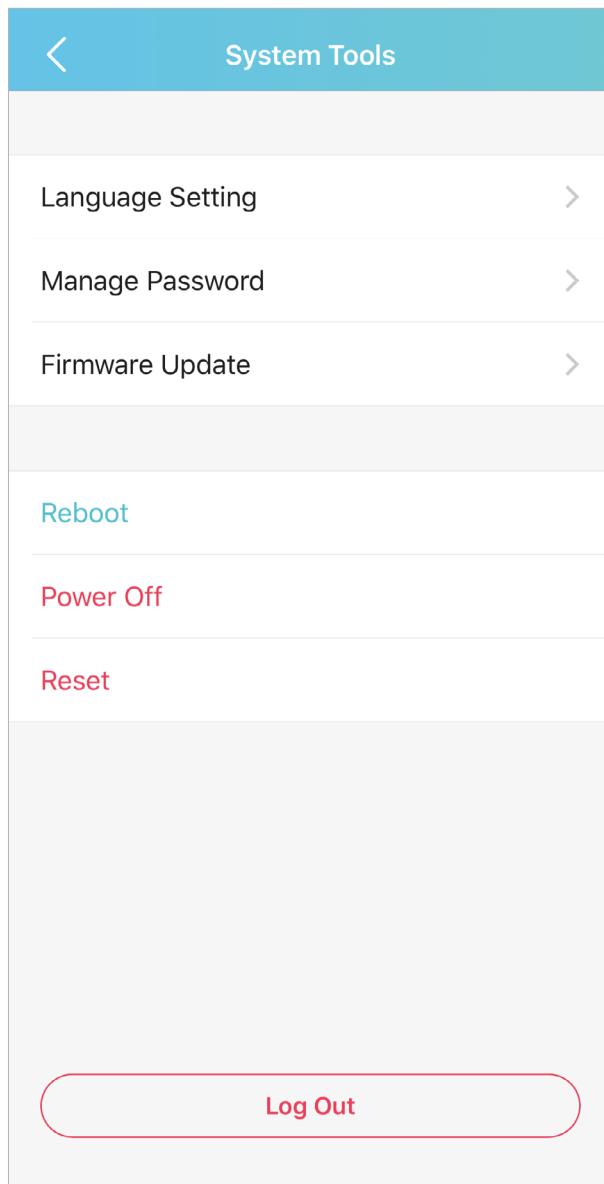 System Tools
Language Setting
Manage Password
Firmware Update
Reboot
Power Off
Reset
Log Out